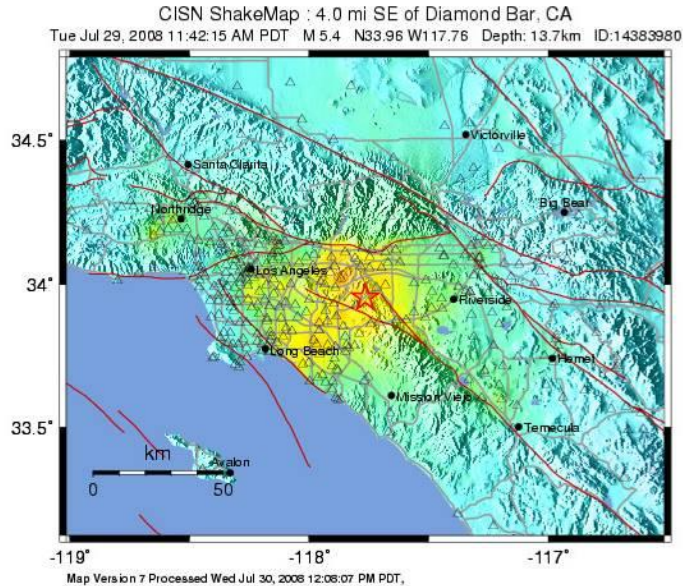 CISN ShakeMap : 4.0 mi SE of Diamond Bar, CA
Tue Jul 29, 2008 11:42:15 AM PDT M 5.4 N33.96 W117.76 Depth: 13.7km ID:14383980
34.5°
Victorville
Santa Clarita
Big Bear
Northridge
34°
Los Angeles
Riverside
Long Beach
Hemet
Mission Viejo
33.5°
Temecula
km
Avalon
0 50
-119° -118° -117°
Map Version 7 Processed Wed Jul 30, 2008 12:08:07 PM PDT,